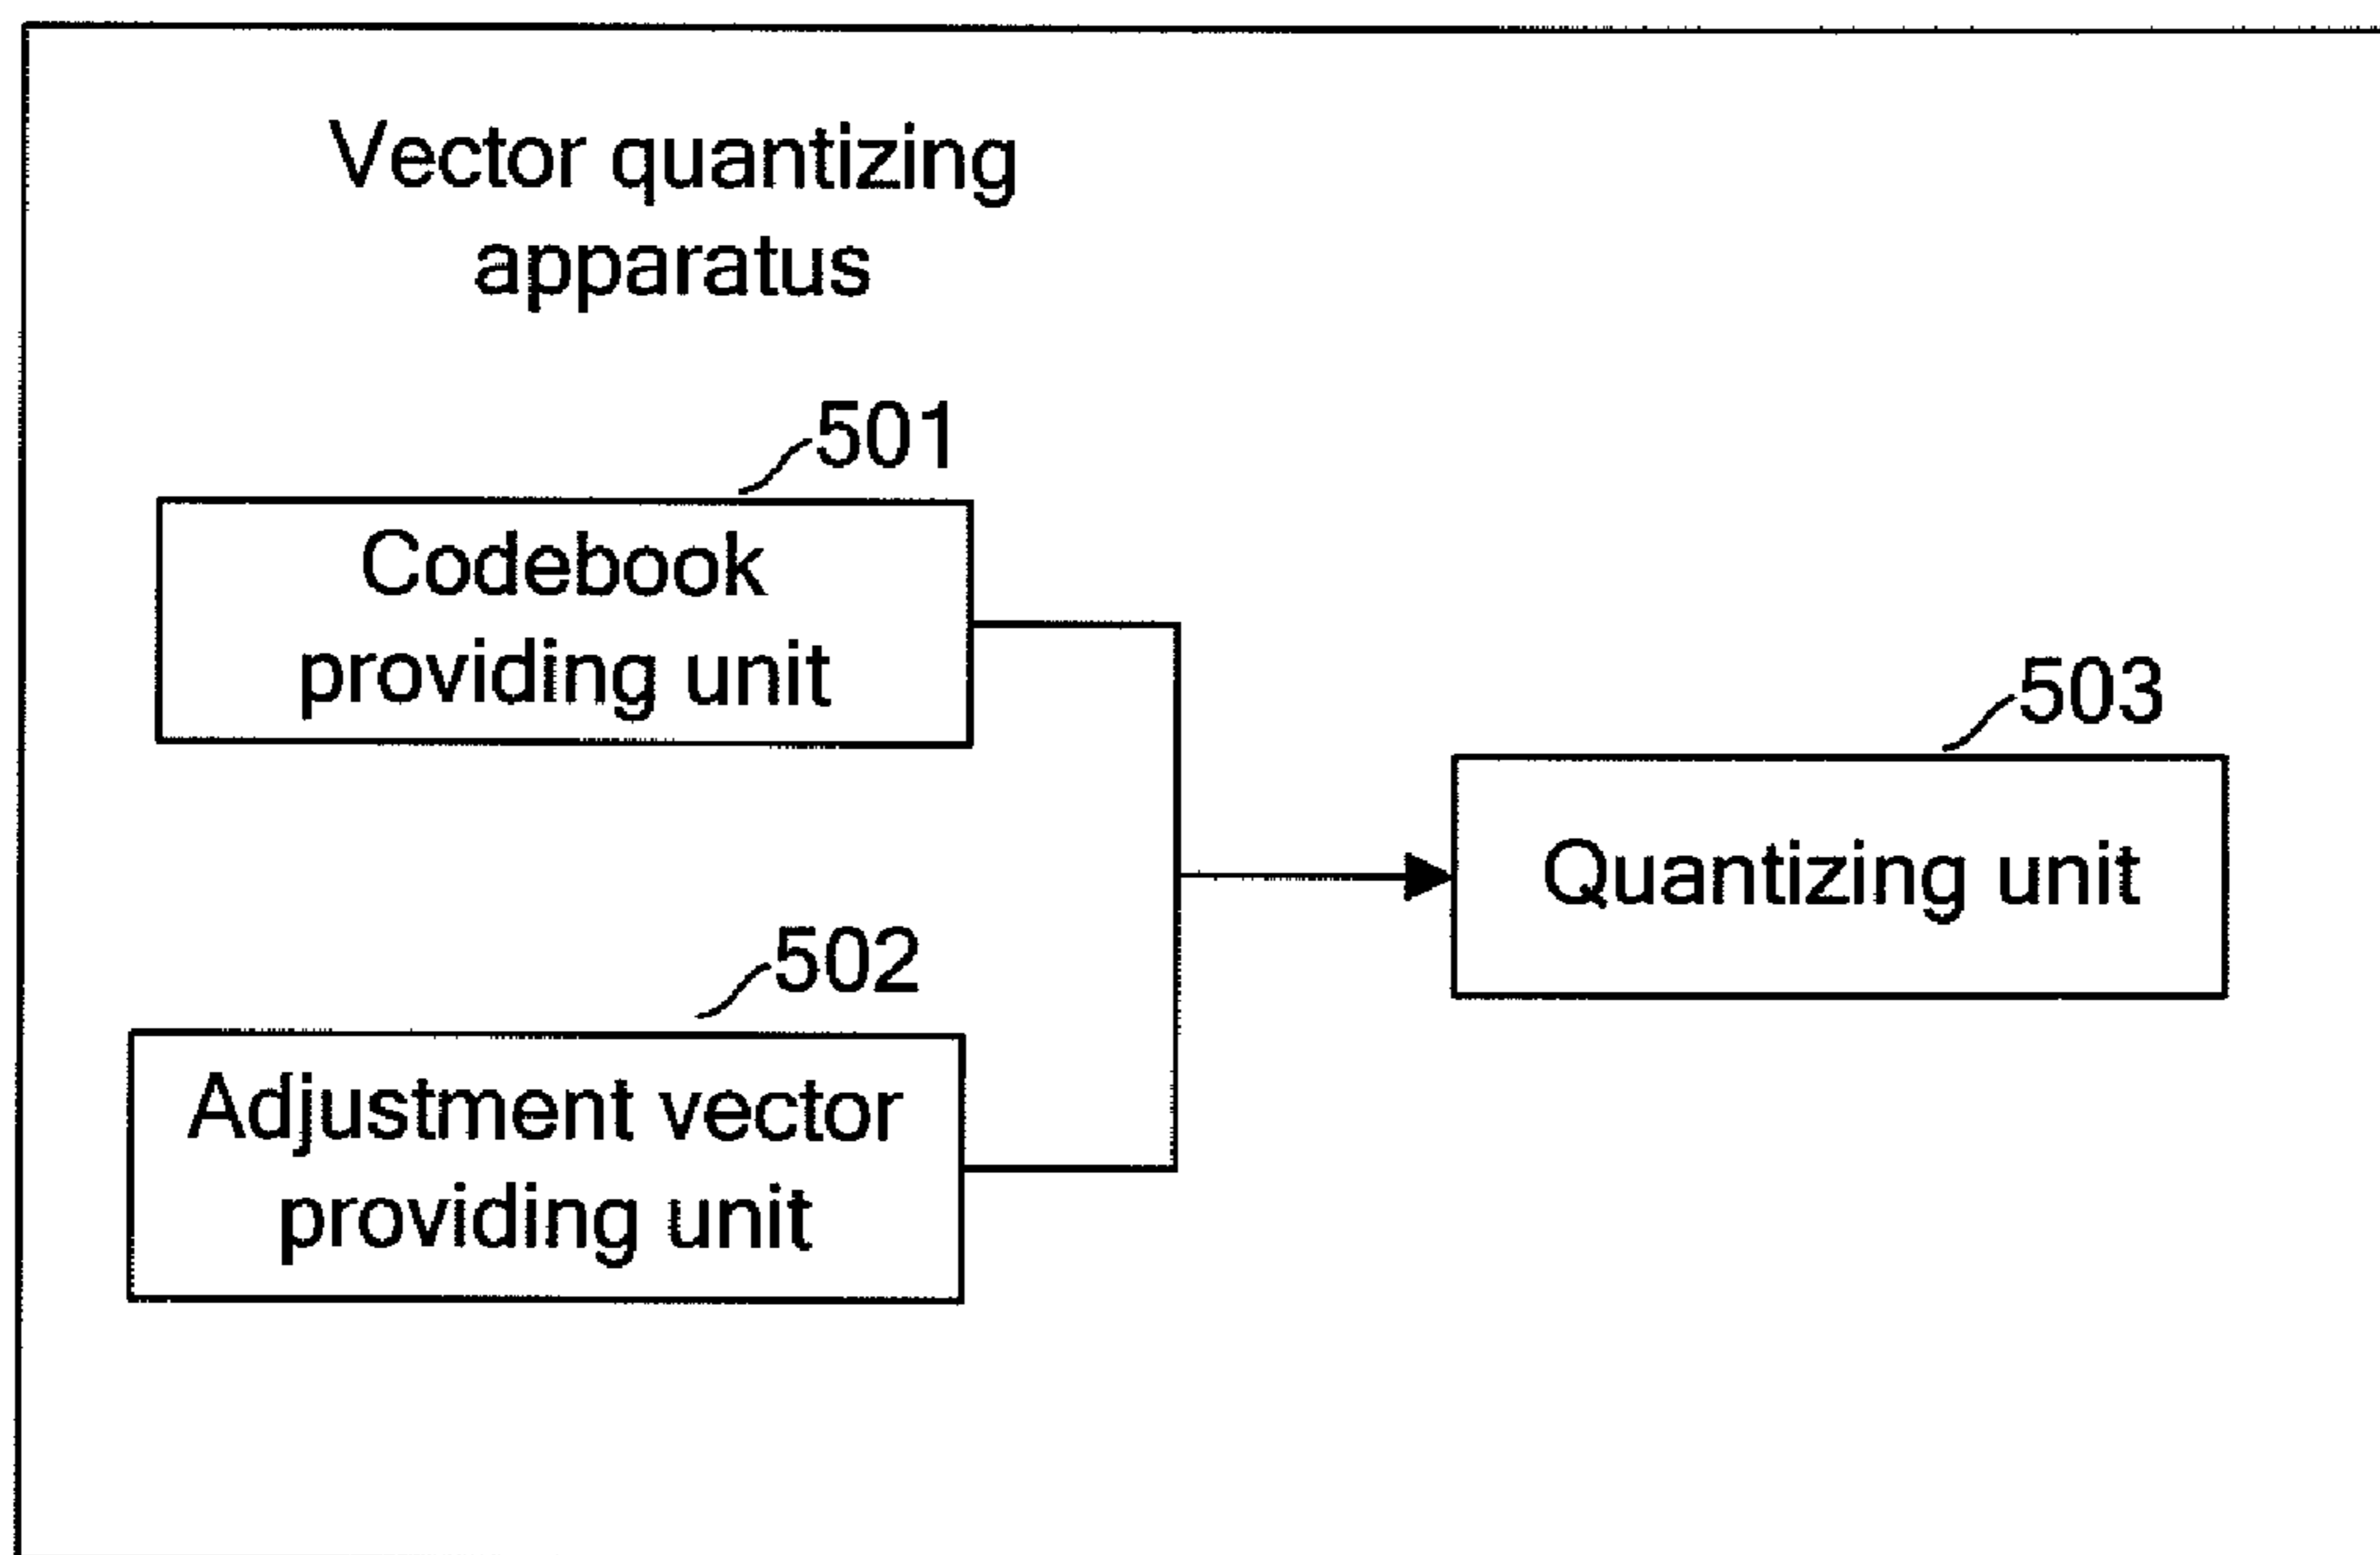 Vector quantizing
apparatus
501
Codebook
providing unit
503
Quantizing unit
502
Adjustment vector
providing unit